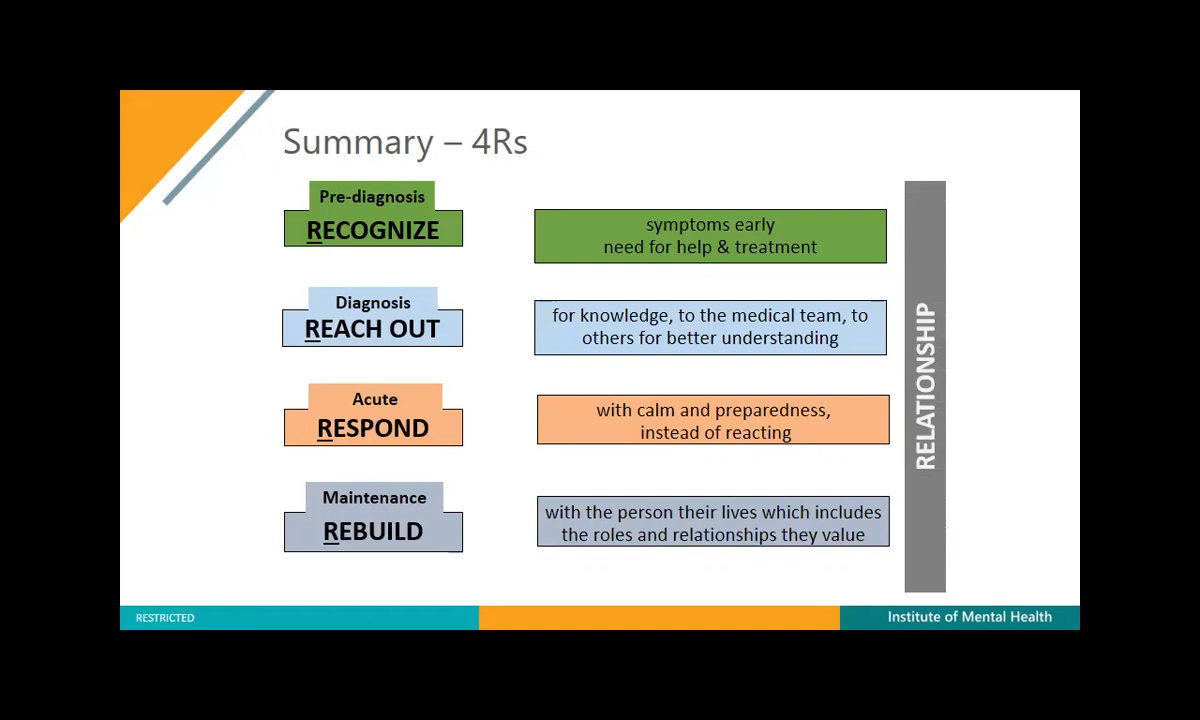 Summary – 4Rs
Pre-diagnosis
RECOGNIZE
symptoms early
need for help & treatment
Diagnosis
REACH OUT
for knowledge, to the medical team, to
others for better understanding
Acute
RESPOND
with calm and preparedness,
instead of reacting
Maintenance
REBUILD
with the person their lives which includes
the roles and relationships they value
RELATIONSHIP
RESTRICTED
Institute of Mental Health